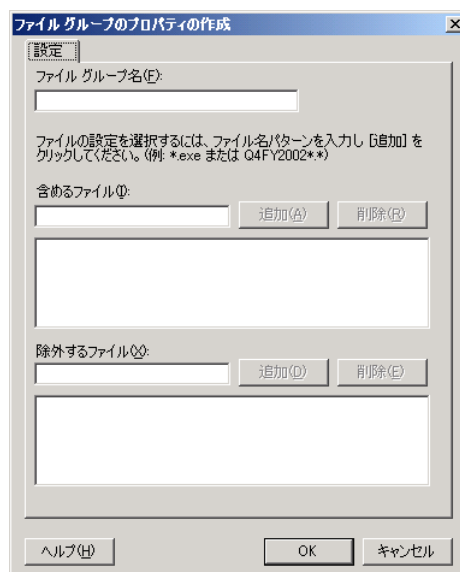 ファイル グループのプロパティの作成
設定
ファイル グループ名(F):
ファイルの設定を選択するには、ファイル名パターンを入力し [追加] を
クリックしてください。(例: *.exe または Q4FY2002*.*)
含めるファイル(I):
追加(A) 削除(R)
除外するファイル(X):
追加(D) 削除(E)
ヘルプ(H) OK キャンセル